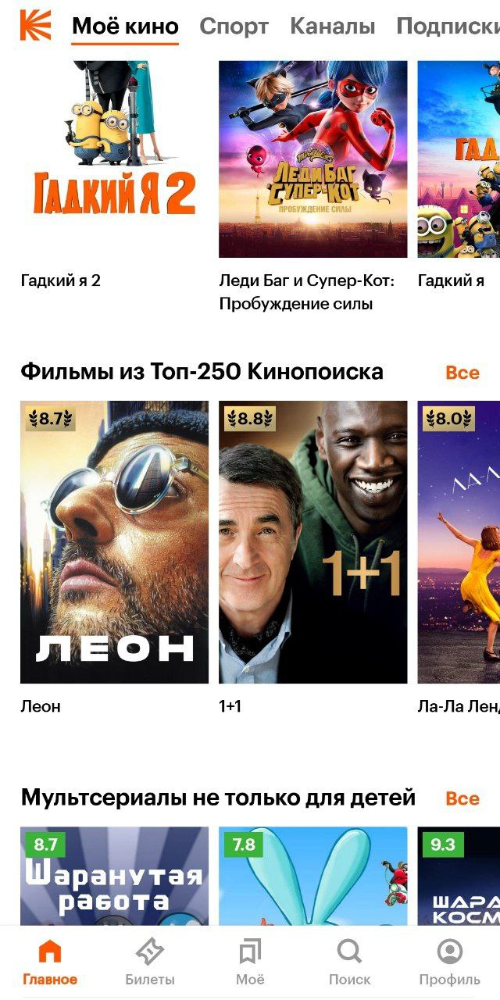 Моё кино Спорт Каналы Подписки
ГАДКИЙ Я 2
Miraculous
ЛЕДИ БАГ
СУПЕР-КОТ
ПРОБУЖДЕНИЕ СИЛЫ
ГАД
Гадкий я 2
Леди Баг и Супер-Кот:
Пробуждение силы
Гадкий я
Фильмы из Топ-250 Кинопоиска
Все
8.7
8.8
8.0
ЛЕОН
1+1
ЛА-Л
Леон
1+1
Ла-Ла Ленд
Мультсериалы не только для детей
Все
8.7
Шаранутая
работа
7.8
9.3
ШАРА
КОСМ
Главное
Билеты
Моё
Поиск
Профиль